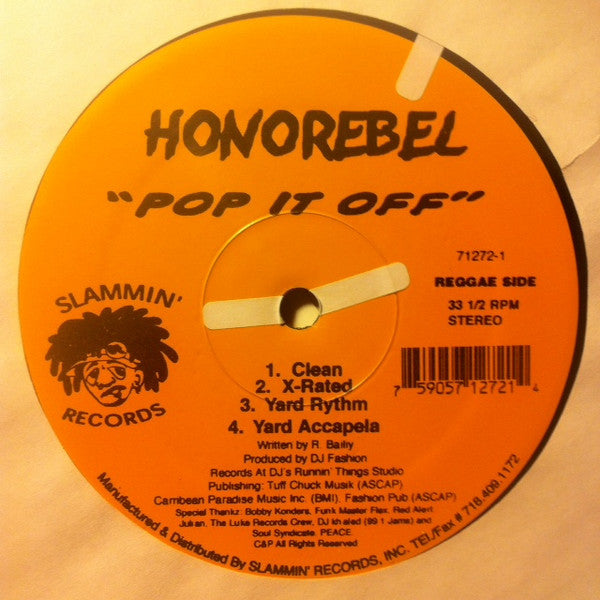 HONOREBEL
"POP IT OFF"
71272-1
REGGAE SIDE
33 1/2 RPM
STEREO
SLAMMIN'
RECORDS
1. Clean
2. X-Rated
3. Yard Rythm
4. Yard Accapela
7 59057 12721 4
Written by R. Bailiy
Produced by DJ Fashion
Records At DJ's Runnin' Things Studio
Publishing: Tuff Chuck Musik (ASCAP)
Carribean Paradise Music Inc. (BMI). Fashion Pub (ASCAP)
Special Thankz: Bobby Konders, Funk Master Flex, Red Alert
Julian, The Luke Records Crew, DJ Khaled (99.1 Jamz) and
Soul Syndicate. PEACE.
C&P All Rights Reserved
Manufactured & Distributed By SLAMMIN' RECORDS, INC. TEL/Fax # 718.409.1172